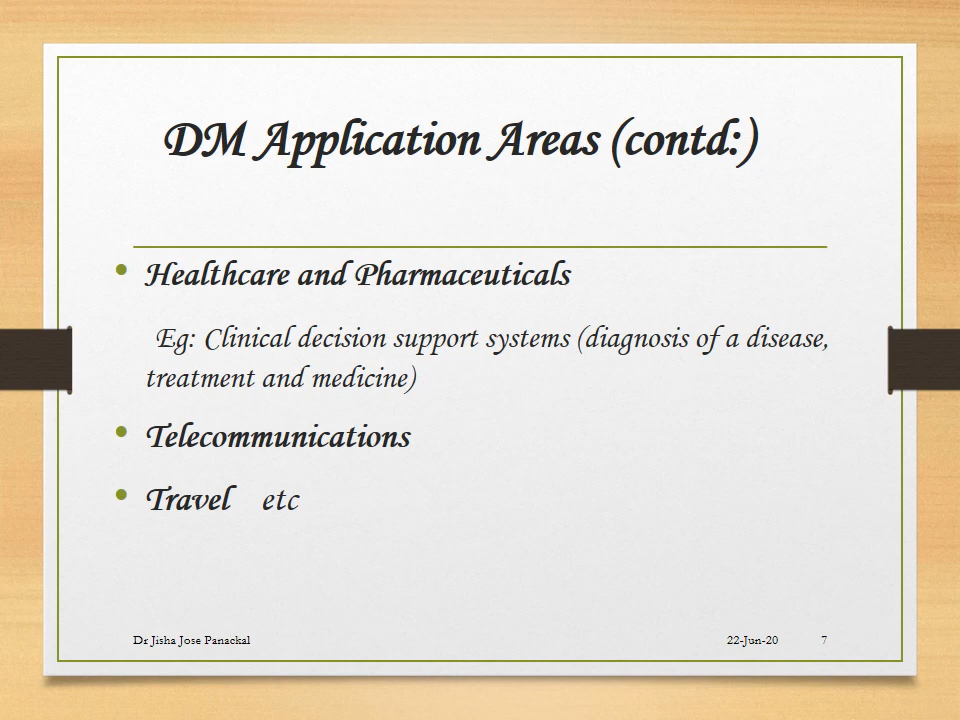 DM Application Areas (contd:)
• Healthcare and Pharmaceuticals
Eg: Clinical decision support systems (diagnosis of a disease,
treatment and medicine)
• Telecommunications
• Travel etc
Dr Jisha Jose Panackal 22-Jun-20 7